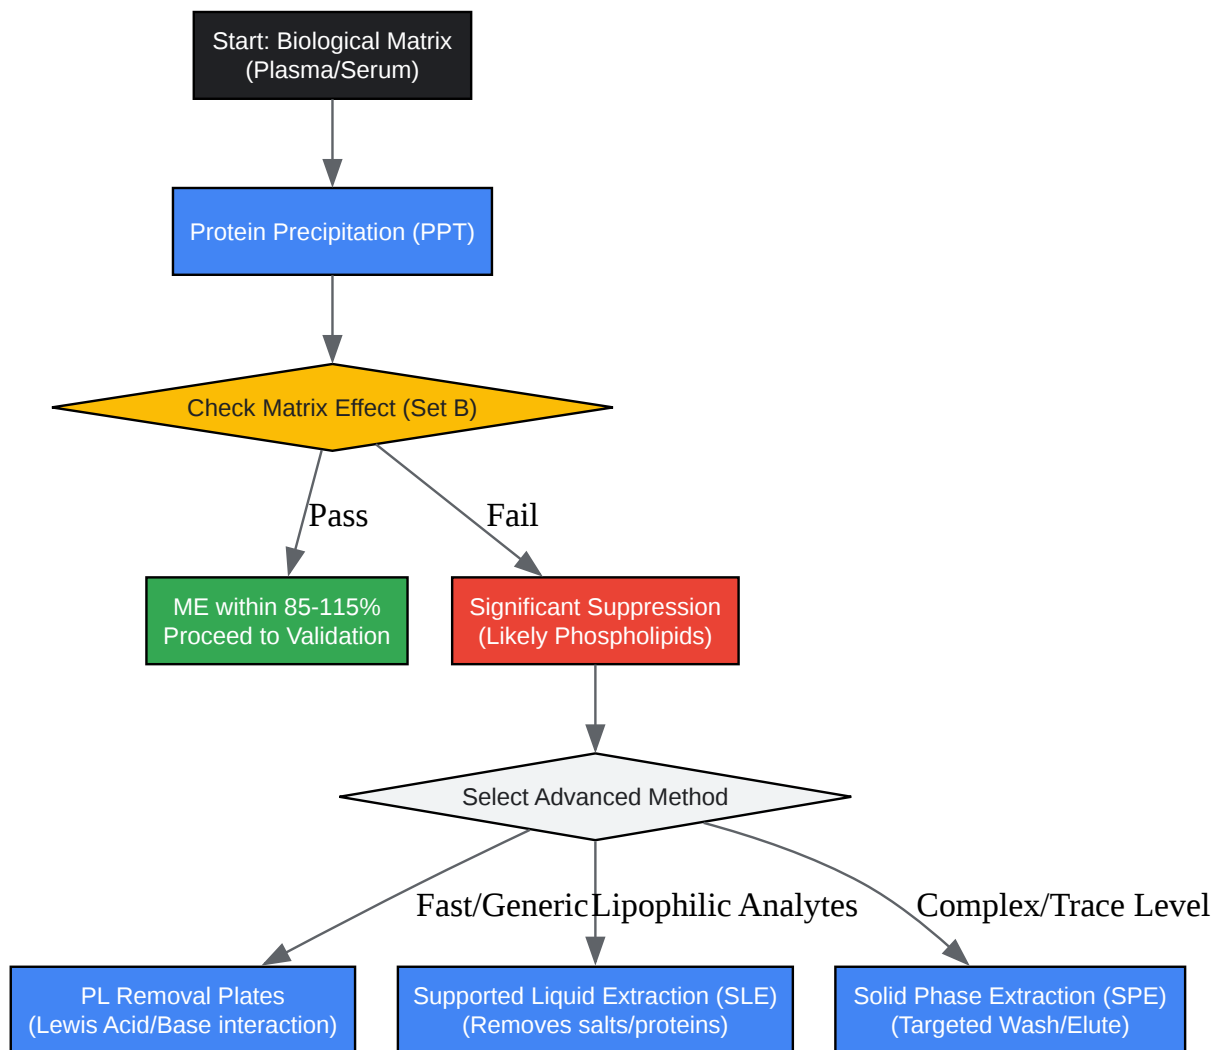 Start: Biological Matrix
(Plasma/Serum)
Protein Precipitation (PPT)
Check Matrix Effect (Set B)
Pass
Fail
ME within 85-115%
Proceed to Validation
Significant Suppression
(Likely Phospholipids)
Select Advanced Method
Fast/Generic
Lipophilic Analytes
Complex/Trace Level
PL Removal Plates
(Lewis Acid/Base interaction)
Supported Liquid Extraction (SLE)
(Removes salts/proteins)
Solid Phase Extraction (SPE)
(Targeted Wash/Elute)